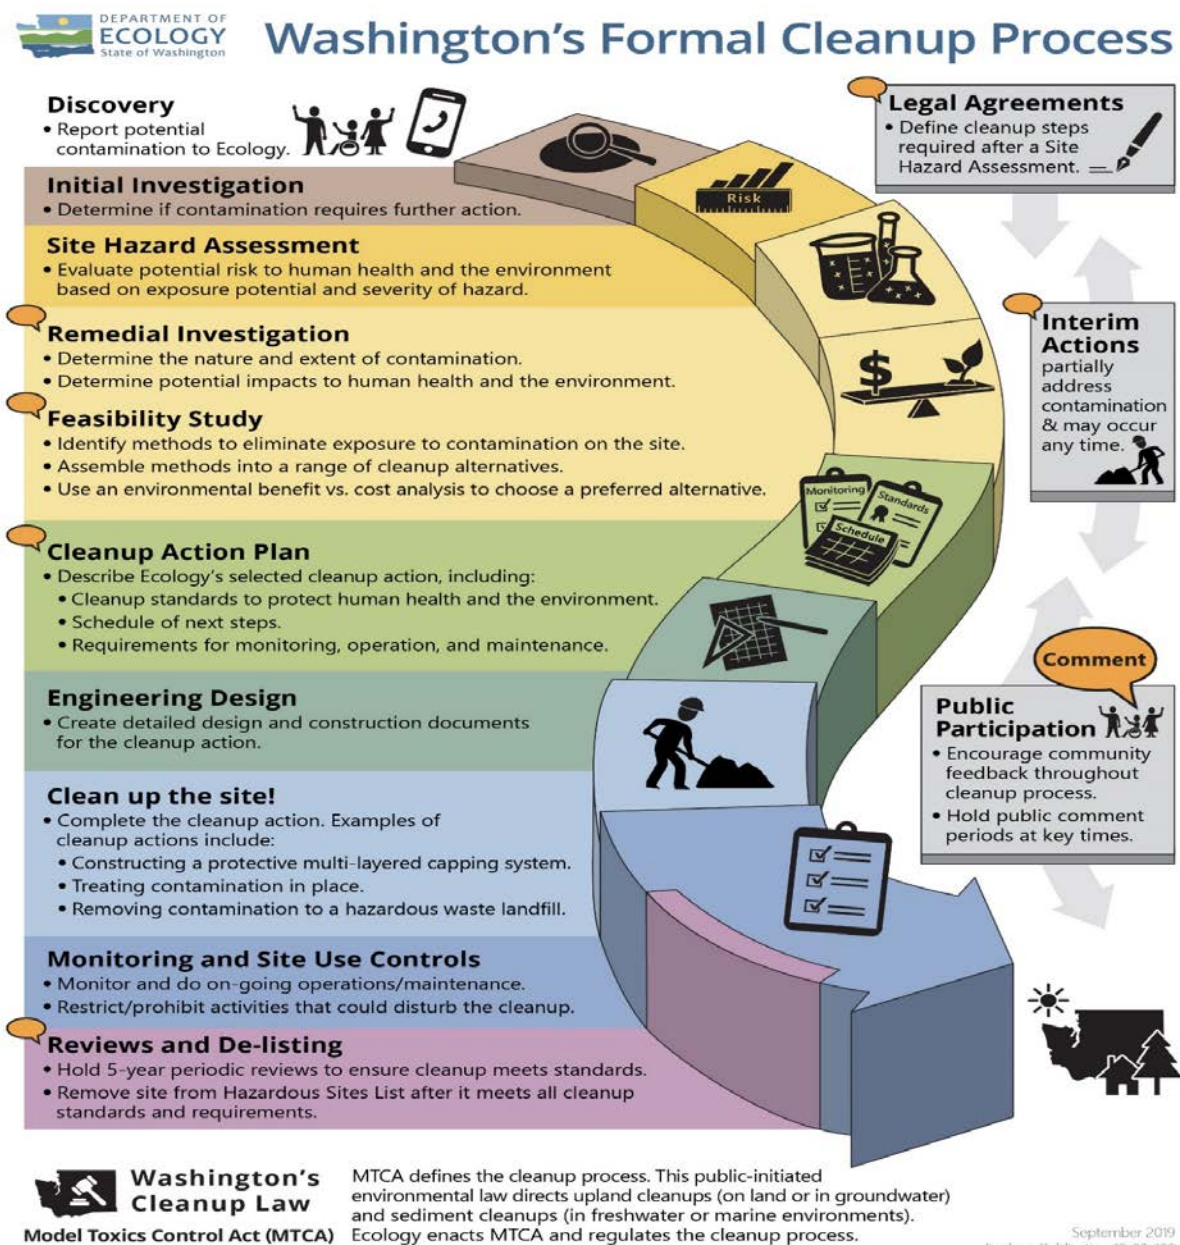 DEPARTMENT OF
ECOLOGY
State of Washington
Washington's Formal Cleanup Process
Discovery
• Report potential
contamination to Ecology.
Initial Investigation
• Determine if contamination requires further action.
Site Hazard Assessment
• Evaluate potential risk to human health and the environment
based on exposure potential and severity of hazard.
Remedial Investigation
• Determine the nature and extent of contamination.
• Determine potential impacts to human health and the environment.
Feasibility Study
• Identify methods to eliminate exposure to contamination on the site.
• Assemble methods into a range of cleanup alternatives.
• Use an environmental benefit vs. cost analysis to choose a preferred alternative.
Cleanup Action Plan
• Describe Ecology's selected cleanup action, including:
• Cleanup standards to protect human health and the environment.
• Schedule of next steps.
• Requirements for monitoring, operation, and maintenance.
Engineering Design
• Create detailed design and construction documents
for the cleanup action.
Clean up the site!
• Complete the cleanup action. Examples of
cleanup actions include:
• Constructing a protective multi-layered capping system.
• Treating contamination in place.
• Removing contamination to a hazardous waste landfill.
Monitoring and Site Use Controls
• Monitor and do on-going operations/maintenance.
• Restrict/prohibit activities that could disturb the cleanup.
Reviews and De-listing
• Hold 5-year periodic reviews to ensure cleanup meets standards.
• Remove site from Hazardous Sites List after it meets all cleanup
standards and requirements.
Risk
$
Monitoring
Standards
Schedule
Legal Agreements
• Define cleanup steps
required after a Site
Hazard Assessment.
Interim
Actions
partially
address
contamination
& may occur
any time.
Comment
Public
Participation
• Encourage community
feedback throughout
cleanup process.
• Hold public comment
periods at key times.
Washington's
Cleanup Law
Model Toxics Control Act (MTCA)
MTCA defines the cleanup process. This public-initiated
environmental law directs upland cleanups (on land or in groundwater)
and sediment cleanups (in freshwater or marine environments).
Ecology enacts MTCA and regulates the cleanup process.
September 2019